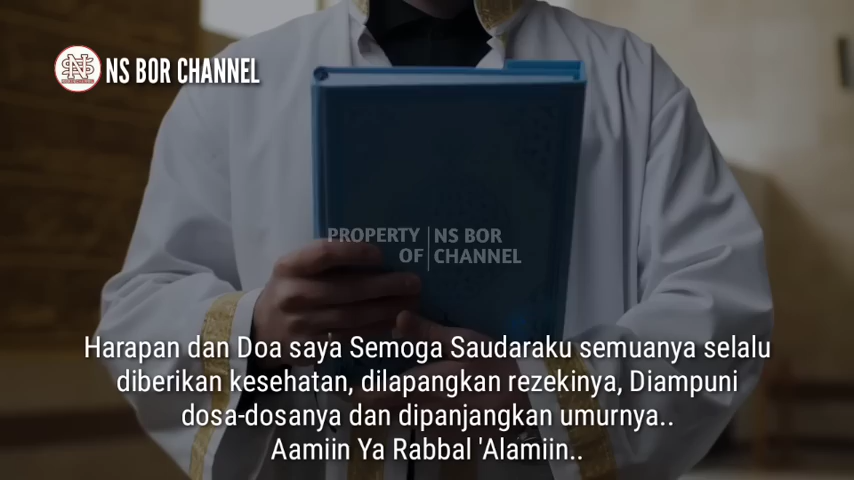 NS BOR CHANNEL
PROPERTY OF NS BOR CHANNEL
Harapan dan Doa saya Semoga Saudaraku semuanya selalu
diberikan kesehatan, dilapangkan rezekinya, Diampuni
dosa-dosanya dan dipanjangkan umurnya..
Aamiin Ya Rabbal 'Alamiin..